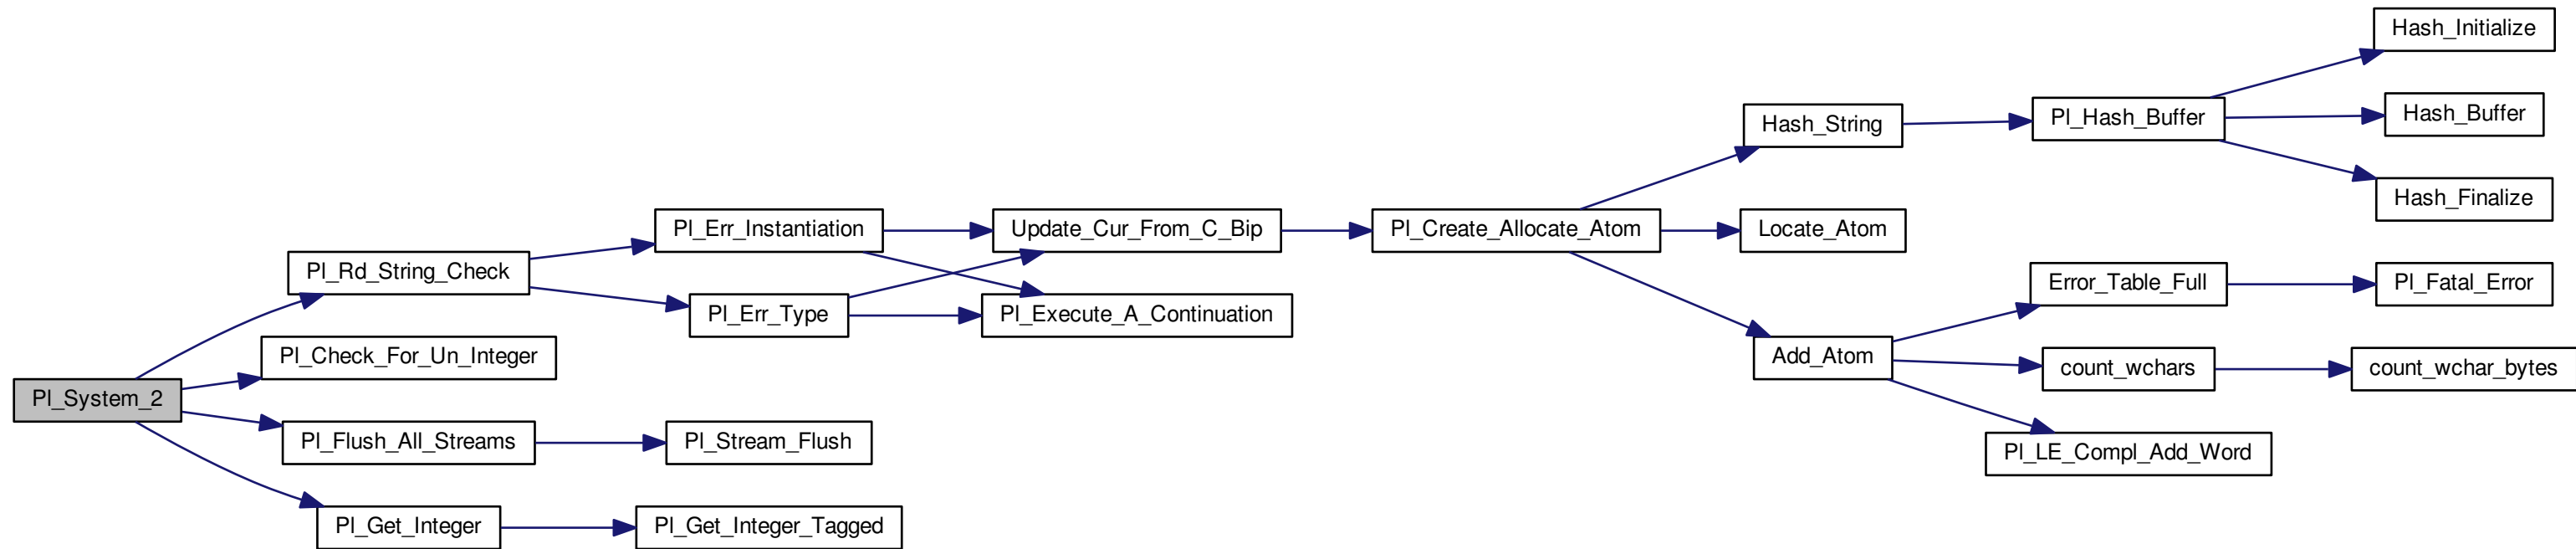 Pl_System_2
Pl_Rd_String_Check
Pl_Check_For_Un_Integer
Pl_Flush_All_Streams
Pl_Get_Integer
Pl_Err_Instantiation
Pl_Err_Type
Pl_Stream_Flush
Pl_Get_Integer_Tagged
Update_Cur_From_C_Bip
Pl_Execute_A_Continuation
Pl_Create_Allocate_Atom
Hash_String
Locate_Atom
Add_Atom
Pl_Hash_Buffer
Error_Table_Full
count_wchars
Pl_LE_Compl_Add_Word
Hash_Initialize
Hash_Buffer
Hash_Finalize
Pl_Fatal_Error
count_wchar_bytes